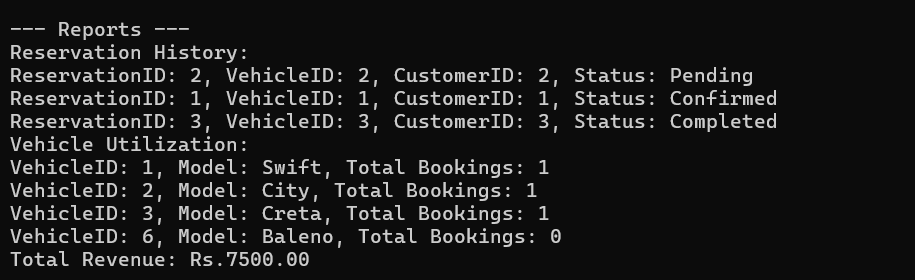 --- Reports ---
Reservation History:
ReservationID: 2, VehicleID: 2, CustomerID: 2, Status: Pending
ReservationID: 1, VehicleID: 1, CustomerID: 1, Status: Confirmed
ReservationID: 3, VehicleID: 3, CustomerID: 3, Status: Completed
Vehicle Utilization:
VehicleID: 1, Model: Swift, Total Bookings: 1
VehicleID: 2, Model: City, Total Bookings: 1
VehicleID: 3, Model: Creta, Total Bookings: 1
VehicleID: 6, Model: Baleno, Total Bookings: 0
Total Revenue: Rs.7500.00